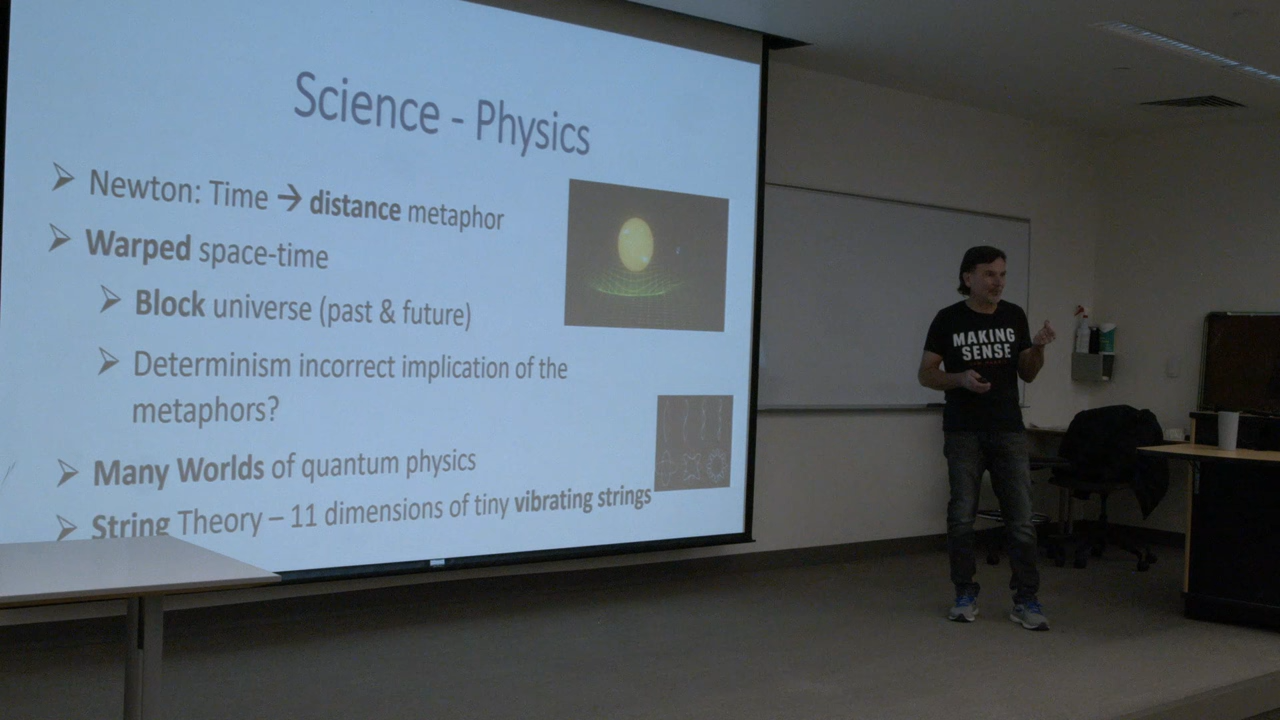 Science - Physics
Newton: Time → distance metaphor
Warped space-time
Block universe (past & future)
Determinism incorrect implication of the
metaphors?
Many Worlds of quantum physics
String Theory – 11 dimensions of tiny vibrating strings
MAKING
SENSE